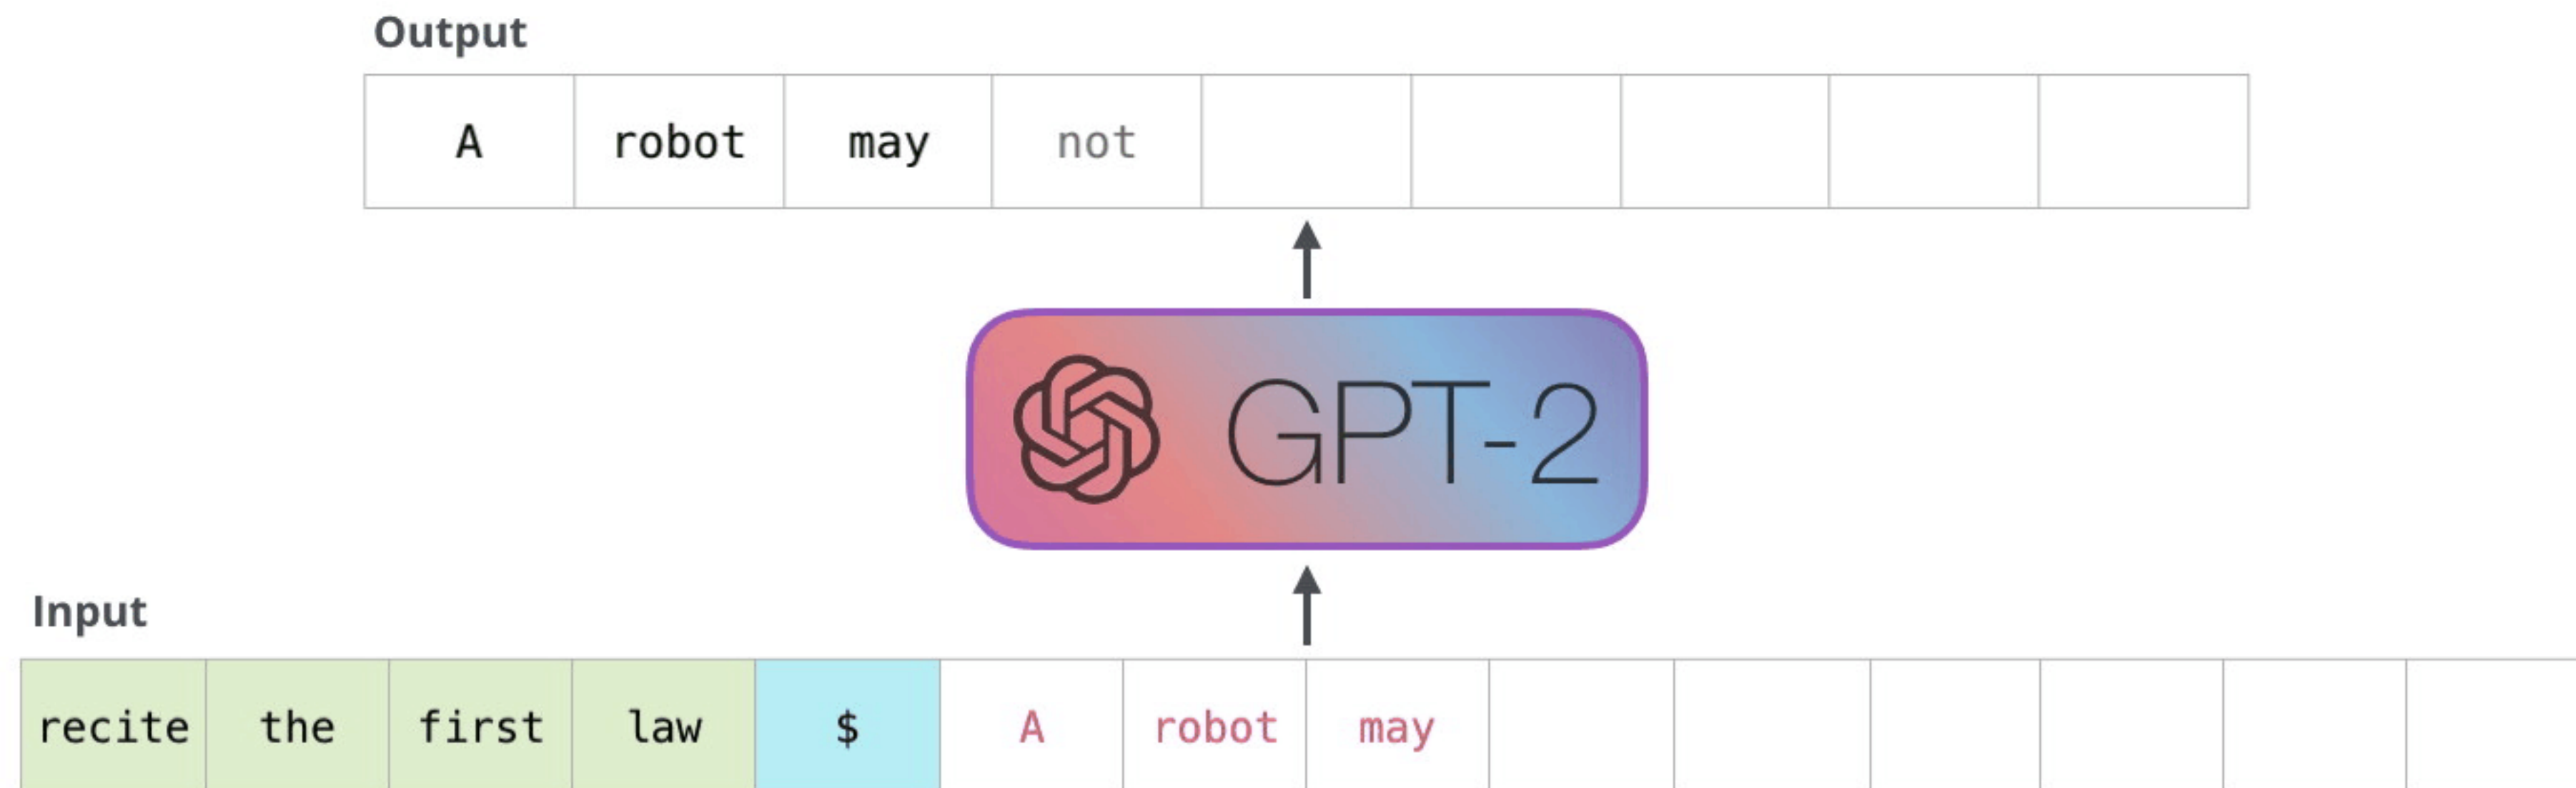 Output
A robot may not
GPT-2
Input
recite the first law $ A robot may